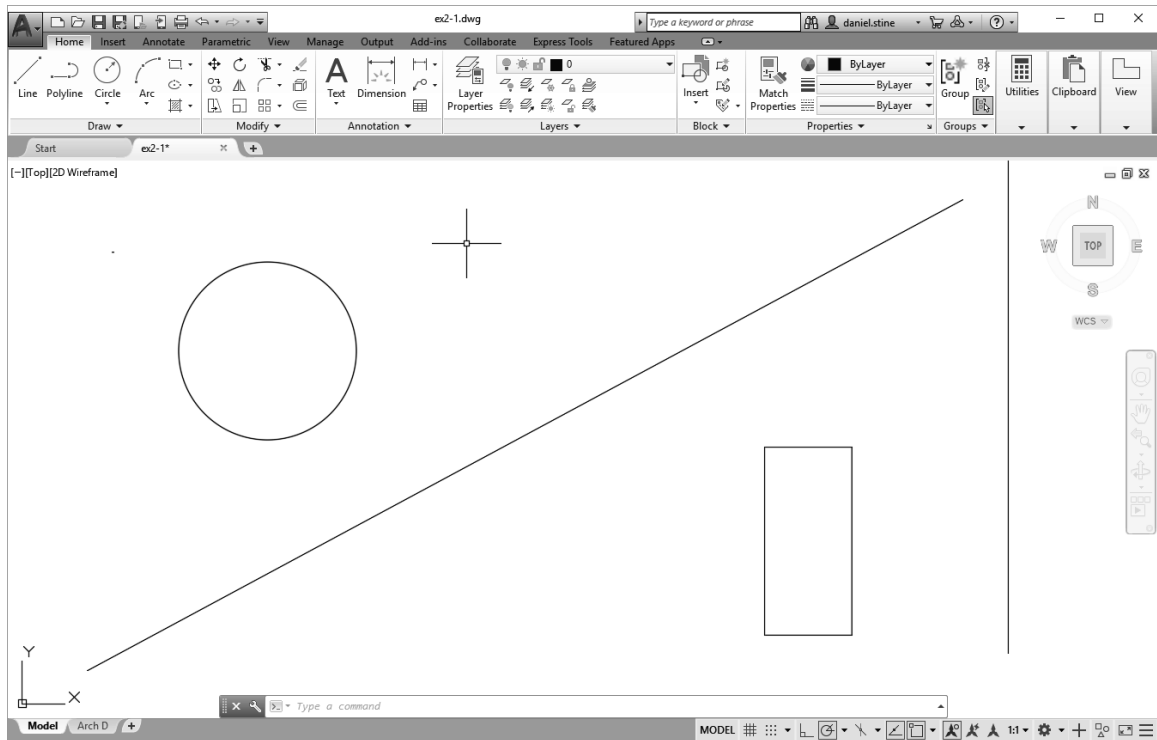 A ex2-1.dwg Type a keyword or phrase daniel.stine ?
Home Insert Annotate Parametric View Manage Output Add-ins Collaborate Express Tools Featured Apps
Line Polyline Circle Arc A Text Dimension Layer Properties 0 Insert Match Properties ByLayer ByLayer ByLayer Group Utilities Clipboard View
Draw Modify Annotation Layers Block Properties Groups
Start ex2-1* +
[−][Top][2D Wireframe]
N
W TOP E
S
WCS
Y
X
Type a command
Model Arch D + MODEL 1:1